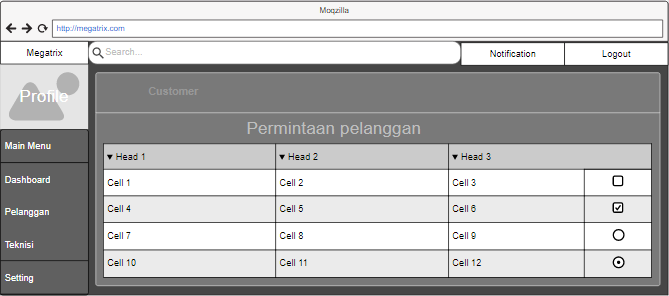 Moqzilla
http://megatrix.com
Megatrix
Search...
Notification
Logout
Profile
Customer
Permintaan pelanggan
Main Menu
Dashboard
Pelanggan
Teknisi
Setting
Head 1 Head 2 Head 3
Cell 1 Cell 2 Cell 3
Cell 4 Cell 5 Cell 6
Cell 7 Cell 8 Cell 9
Cell 10 Cell 11 Cell 12